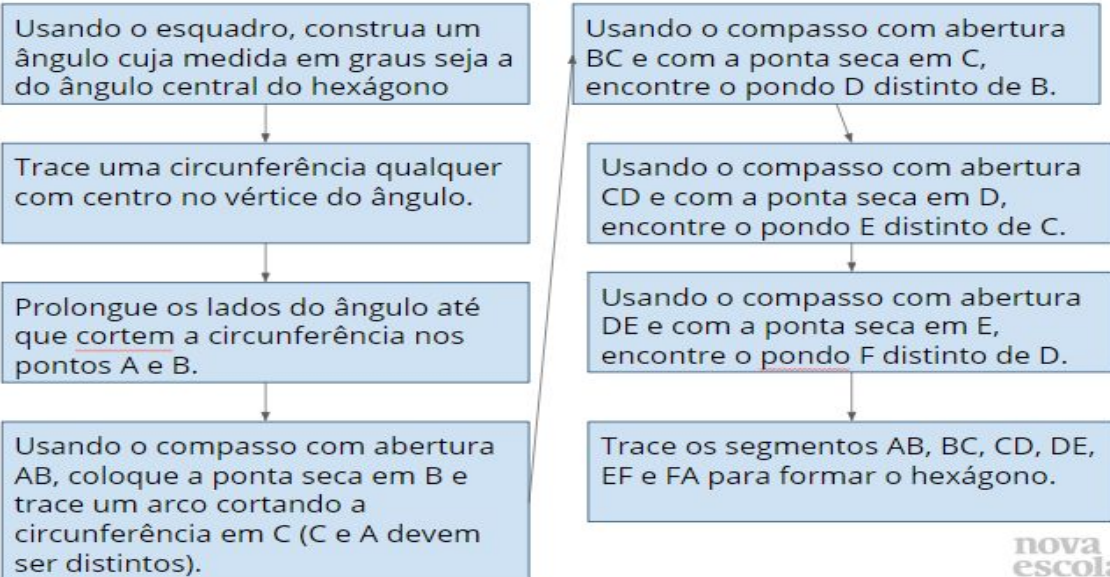 Usando o esquadro, construa um
ângulo cuja medida em graus seja a
do ângulo central do hexágono
Trace uma circunferência qualquer
com centro no vértice do ângulo.
Prolongue os lados do ângulo até
que cortem a circunferência nos
pontos A e B.
Usando o compasso com abertura
AB, coloque a ponta seca em B e
trace um arco cortando a
circunferência em C (C e A devem
ser distintos).
Usando o compasso com abertura
BC e com a ponta seca em C,
encontre o pondo D distinto de B.
Usando o compasso com abertura
CD e com a ponta seca em D,
encontre o pondo E distinto de C.
Usando o compasso com abertura
DE e com a ponta seca em E,
encontre o pondo F distinto de D.
Trace os segmentos AB, BC, CD, DE,
EF e FA para formar o hexágono.
nova
escola